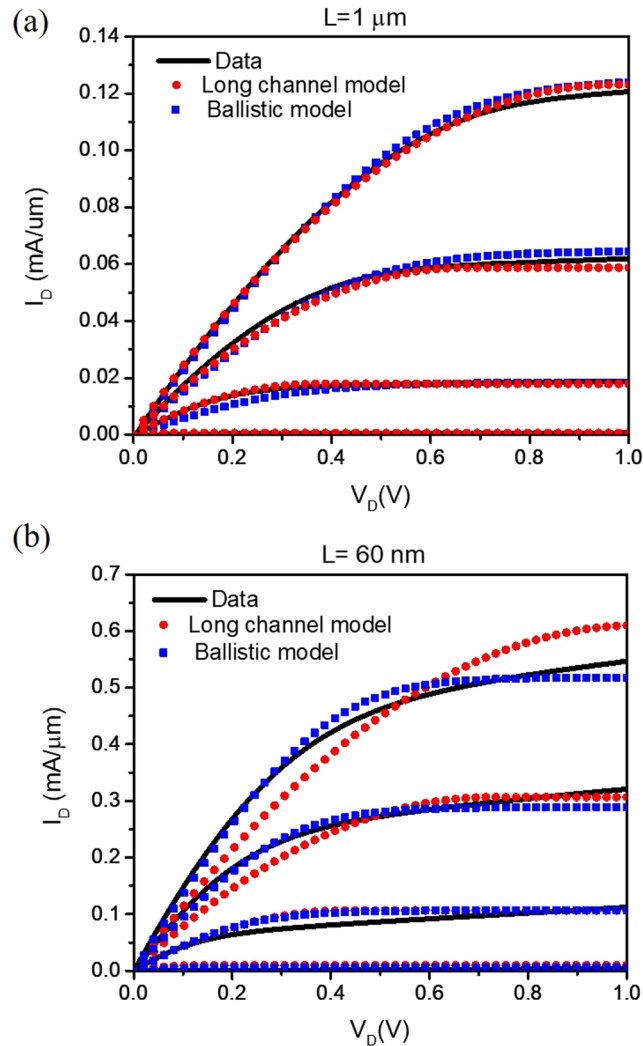 (a)
L=1 μm
0.14
0.12
0.10
0.08
0.06
0.04
0.02
0.00
I_D (mA/um)
Data
Long channel model
Ballistic model
0.0 0.2 0.4 0.6 0.8 1.0
V_D(V)
(b)
L= 60 nm
0.7
0.6
0.5
0.4
0.3
0.2
0.1
0.0
I_D (mA/μm)
Data
Long channel model
Ballistic model
0.0 0.2 0.4 0.6 0.8 1.0
V_D(V)